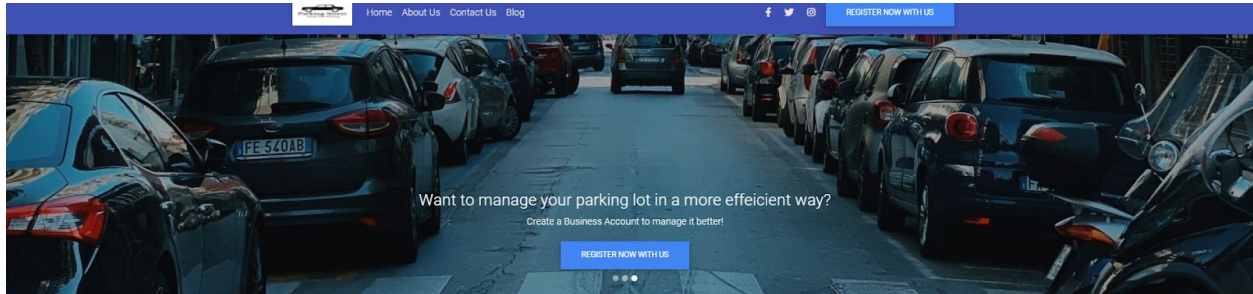 Home About Us Contact Us Blog
REGISTER NOW WITH US
FE 540AB
Want to manage your parking lot in a more effeicient way?
Create a Business Account to manage it better!
REGISTER NOW WITH US